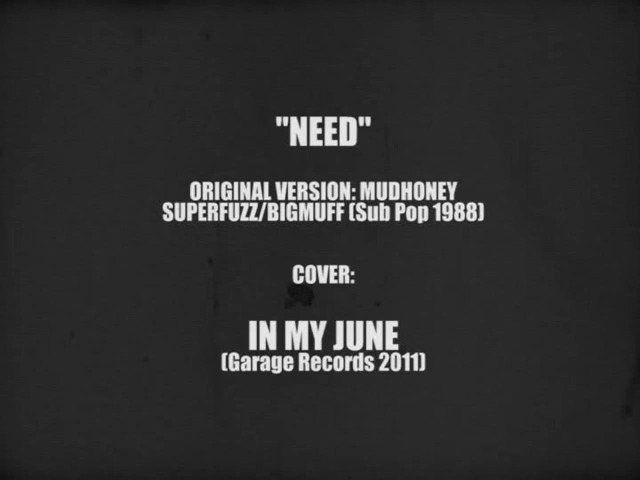 "NEED"
ORIGINAL VERSION: MUDHONEY
SUPERFUZZ/BIGMUFF (Sub Pop 1988)
COVER:
IN MY JUNE
(Garage Records 2011)